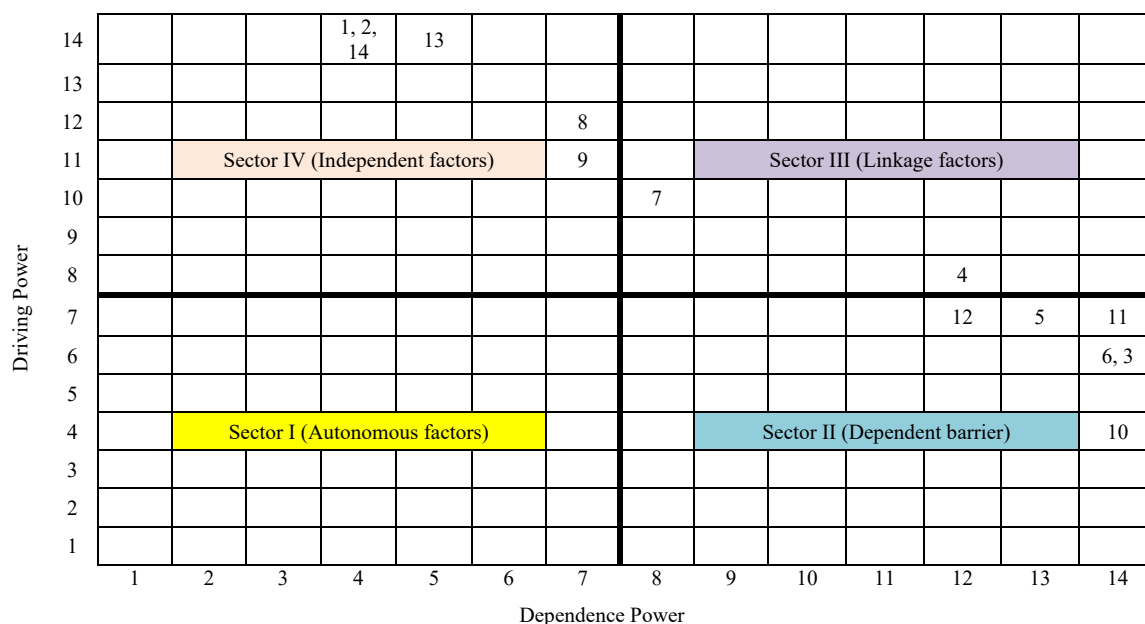 14 1, 2, 13
14
13
12 8
11 Sector IV (Independent factors) 9 Sector III (Linkage factors)
10 7
9
8 4
7 12 5 11
6 6, 3
5
4 Sector I (Autonomous factors) Sector II (Dependent barrier) 10
3
2
1
1 2 3 4 5 6 7 8 9 10 11 12 13 14
Dependence Power
Driving Power